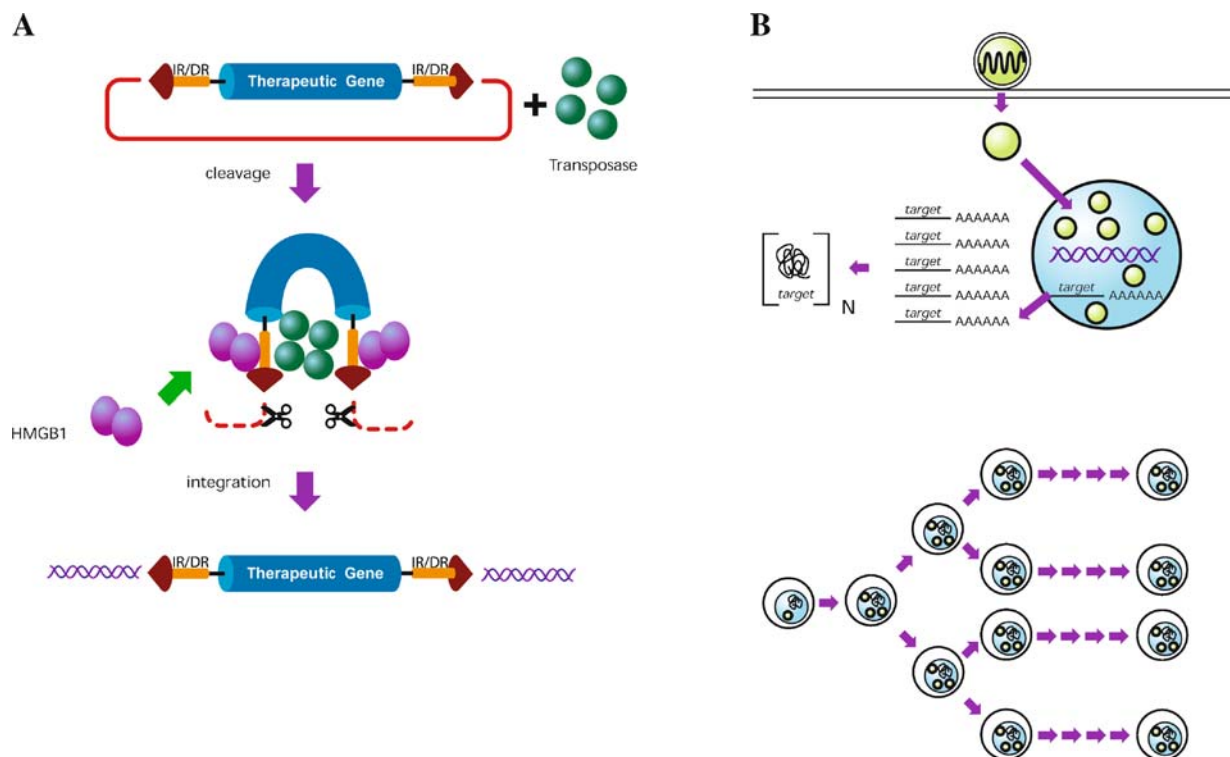 A
IR/DR Therapeutic Gene IR/DR
+
Transposase
cleavage
HMGB1
integration
IR/DR Therapeutic Gene IR/DR
B
target AAAAAA
target AAAAAA
target AAAAAA
target AAAAAA
target AAAAAA
target AAAAAA
target
N